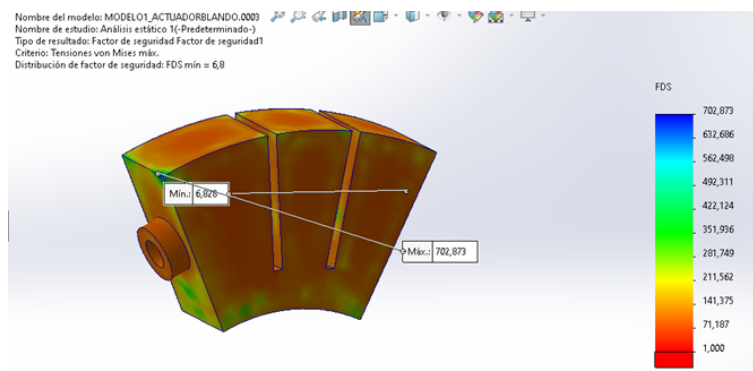 Nombre del modelo: MODELO1_ACTUADORBLANDO.0003
Nombre de estudio: Análisis estático 1(-Predeterminado-)
Tipo de resultado: Factor de seguridad Factor de seguridad1
Criterio: Tensiones von Mises máx.
Distribución de factor de seguridad: FDS mín = 6,8
FDS
702,873
632,686
562,498
492,311
422,124
351,936
281,749
211,562
141,375
71,187
1,000
Mín.: 6,828
Máx.: 702,873